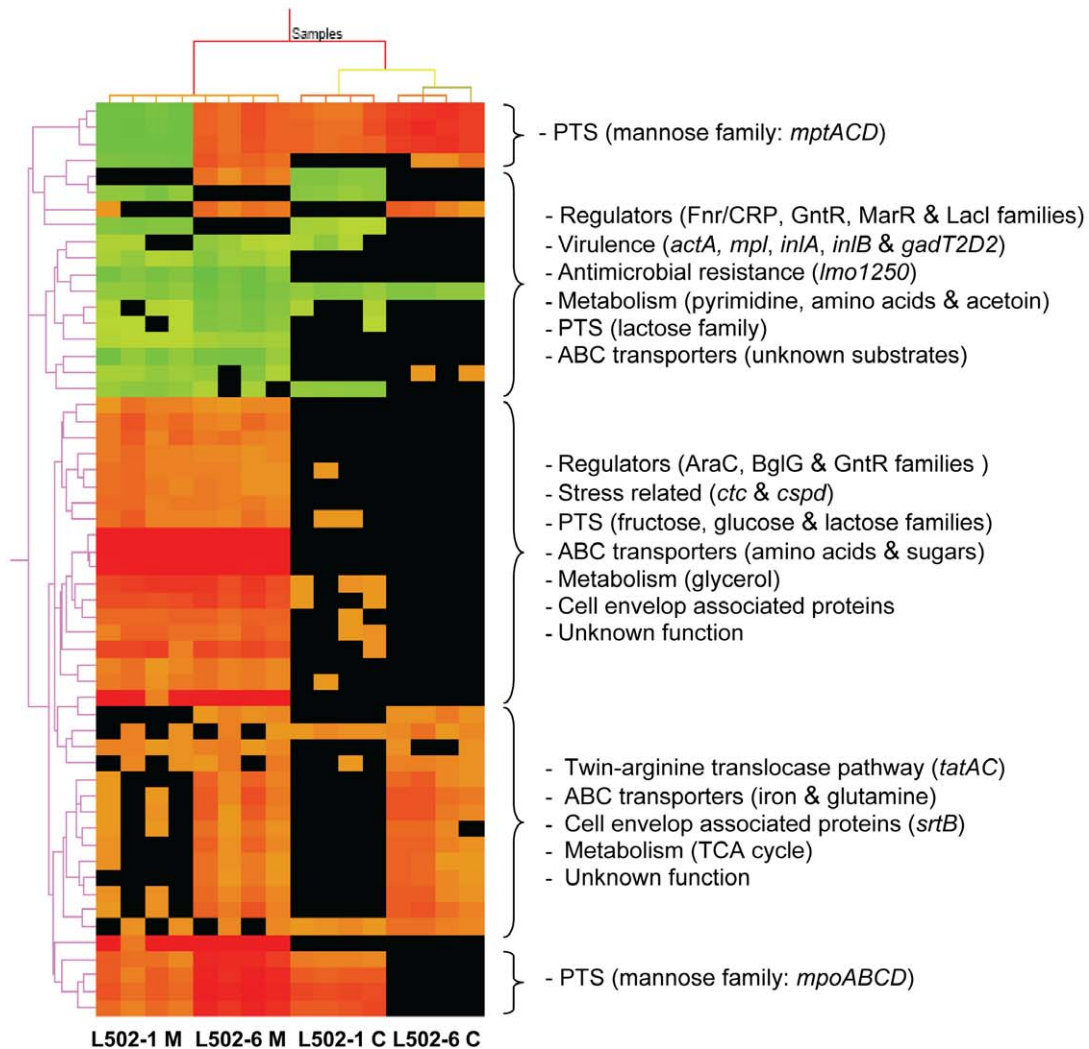 Samples
- PTS (mannose family: mptACD)
- Regulators (Fnr/CRP, GntR, MarR & LacI families)
- Virulence (actA, mpl, inlA, inlB & gadT2D2)
- Antimicrobial resistance (lmo1250)
- Metabolism (pyrimidine, amino acids & acetoin)
- PTS (lactose family)
- ABC transporters (unknown substrates)
- Regulators (AraC, BglG & GntR families )
- Stress related (ctc & cspd)
- PTS (fructose, glucose & lactose families)
- ABC transporters (amino acids & sugars)
- Metabolism (glycerol)
- Cell envelop associated proteins
- Unknown function
- Twin-arginine translocase pathway (tatAC)
- ABC transporters (iron & glutamine)
- Cell envelop associated proteins (srtB)
- Metabolism (TCA cycle)
- Unknown function
- PTS (mannose family: mpoABCD)
L502-1 M L502-6 M L502-1 C L502-6 C